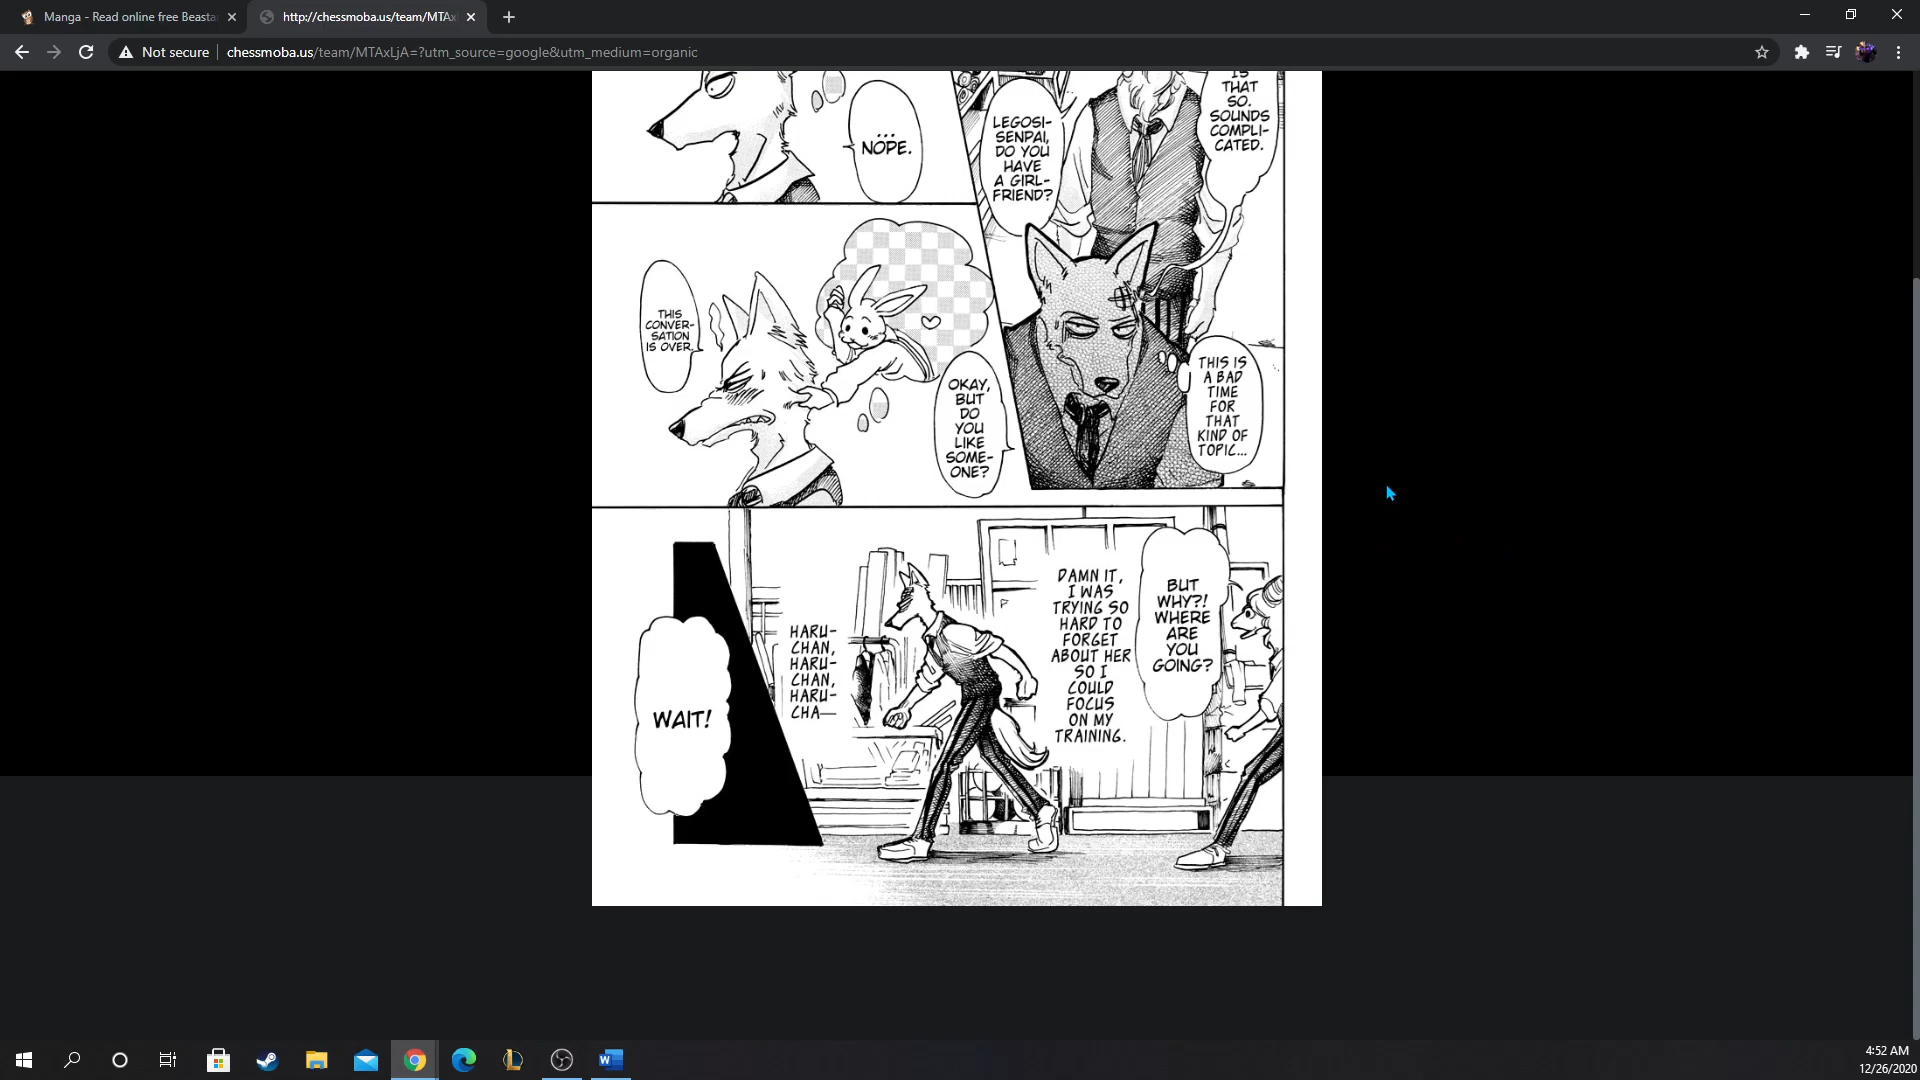 Manga - Read online free Beasta
http://chessmoba.us/team/MTAxL
Not secure
chessmoba.us/team/MTAxLjA=?utm_source=google&utm_medium=organic
IS
THAT
SO.
SOUNDS
COMPLI-
CATED.
LEGOSI-
SENPAI,
DO YOU
HAVE
A GIRL-
FRIEND?
...
NOPE.
THIS IS
A BAD
TIME
FOR
THAT
KIND OF
TOPIC...
OKAY,
BUT
DO
YOU
LIKE
SOME-
ONE?
THIS
CONVER-
SATION
IS OVER.
BUT
WHY?!
WHERE
ARE
YOU
GOING?
DAMN IT,
I WAS
TRYING SO
HARD TO
FORGET
ABOUT HER
SO I
COULD
FOCUS
ON MY
TRAINING.
HARU-
CHAN,
HARU-
CHAN,
HARU-
CHA—
WAIT!
4:52 AM
12/26/2020